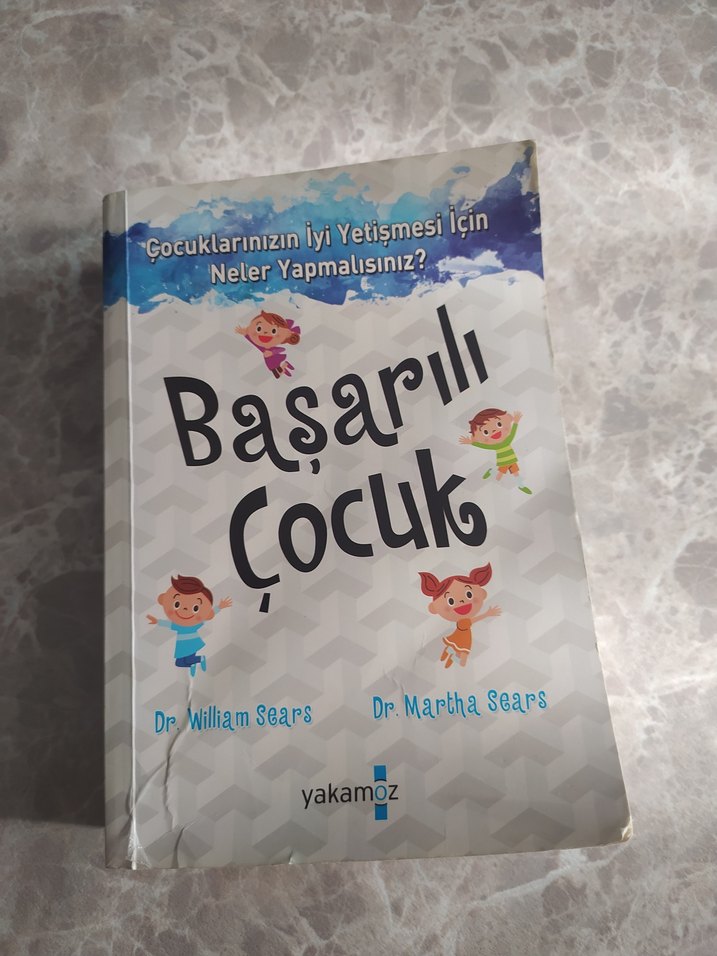 Çocuklarınızın İyi Yetişmesi İçin
Neler Yapmalısınız?
Başarılı
Çocuk
Dr. William Sears
Dr. Martha Sears
yakamoz